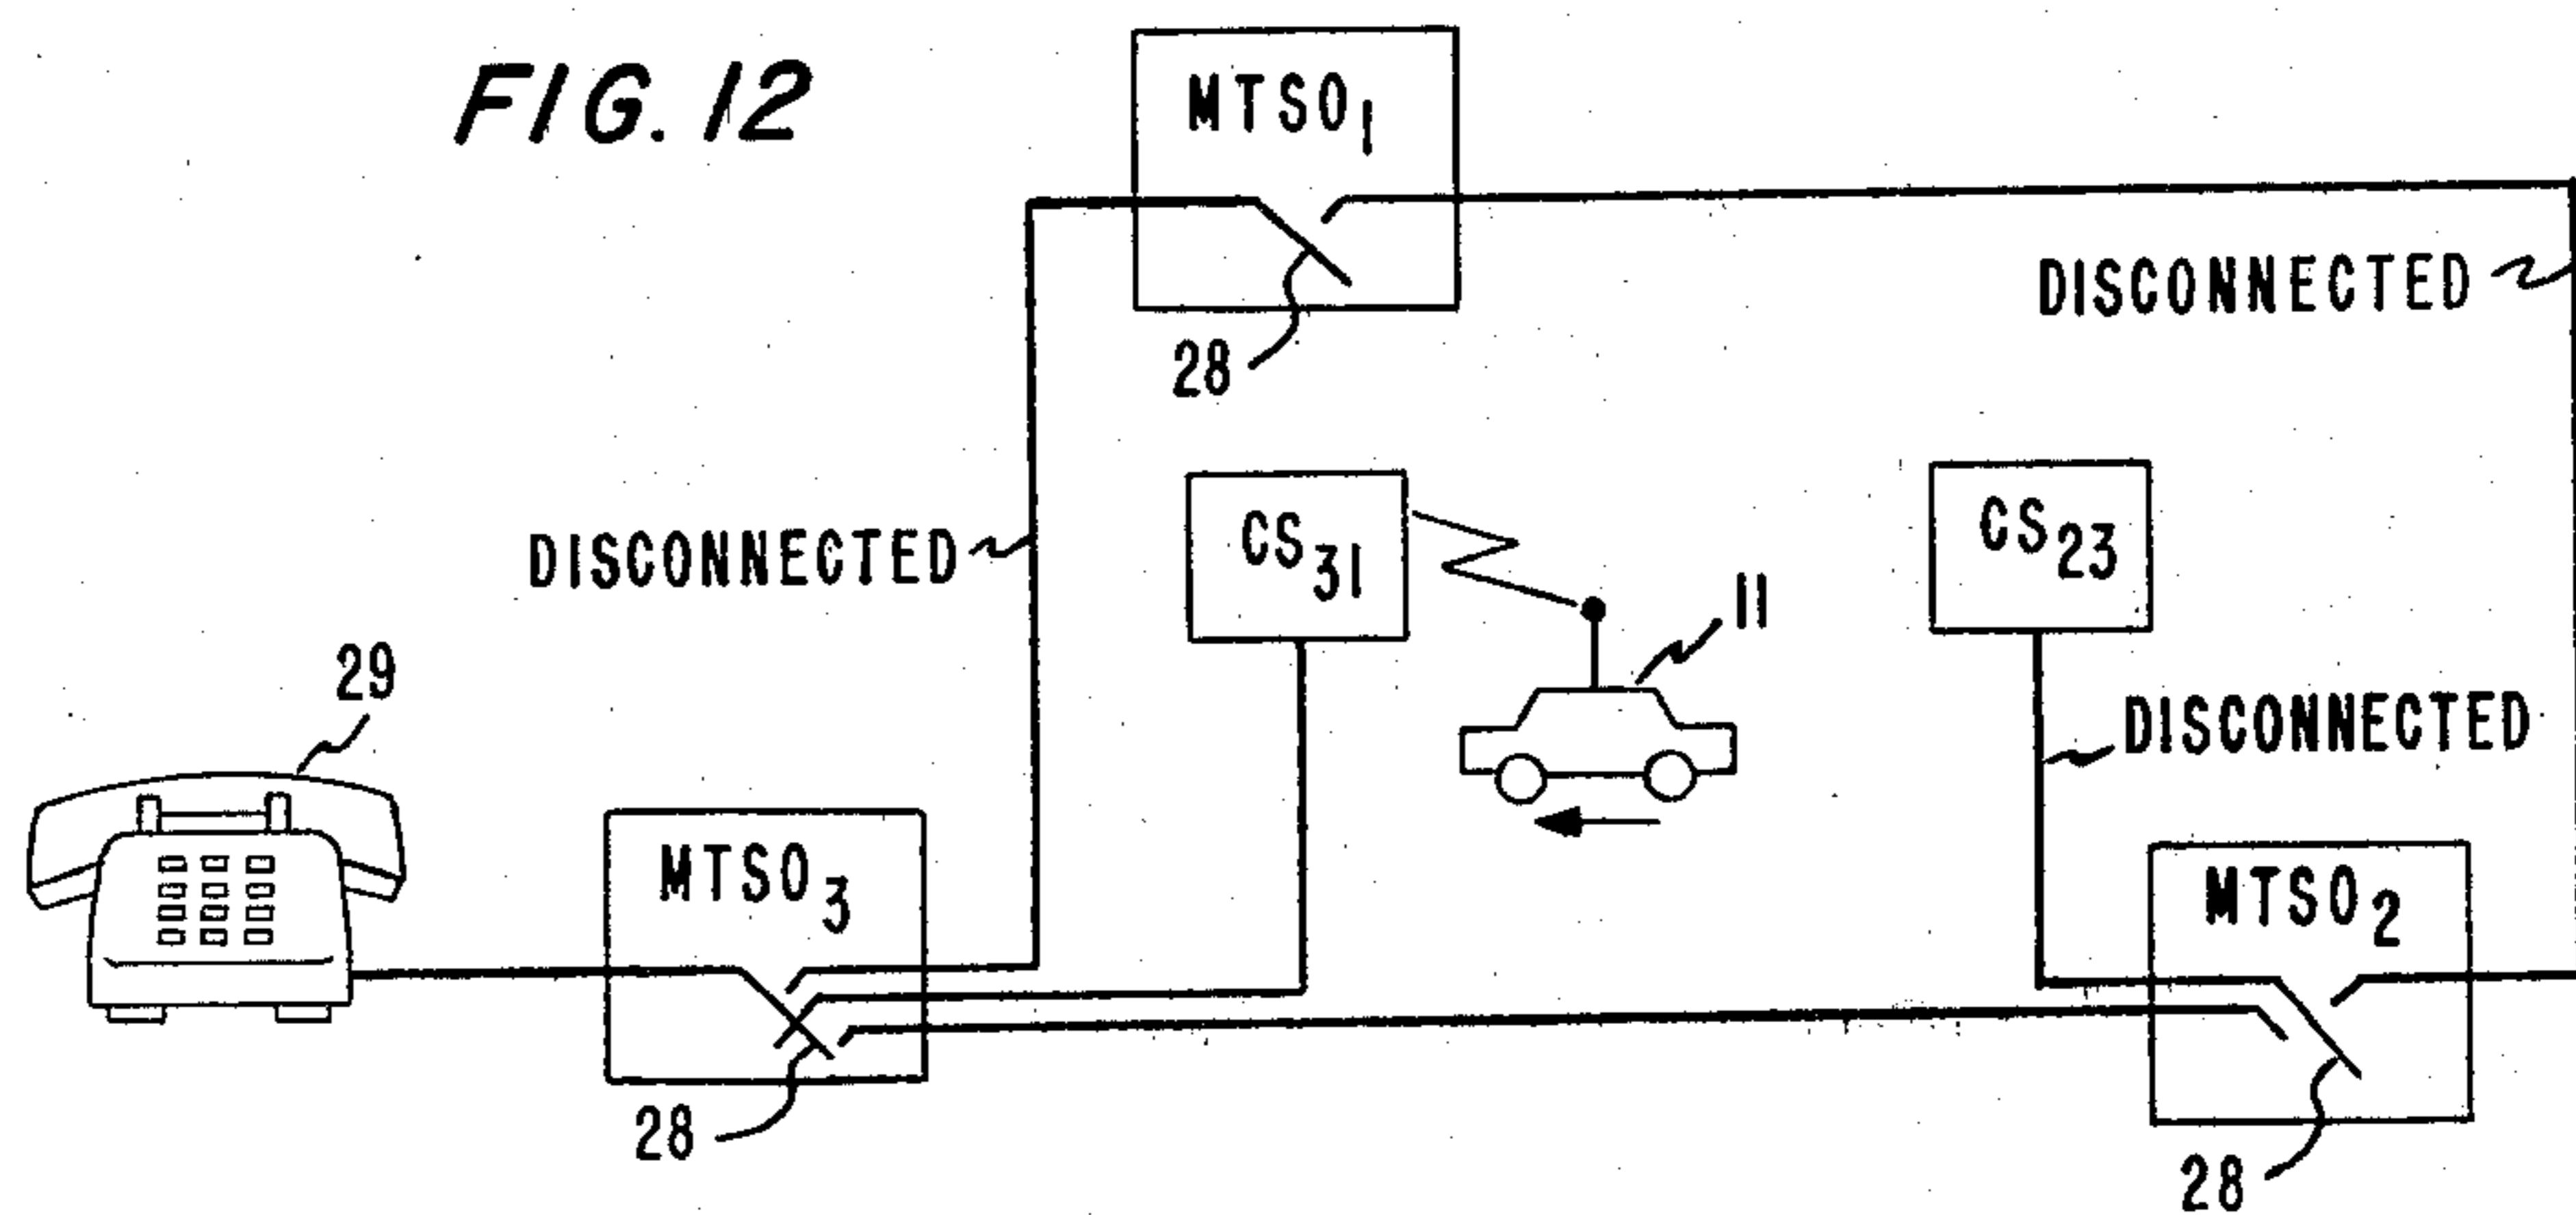 FIG. 12
MTSO1
28
DISCONNECTED
DISCONNECTED
CS31
CS23
11
29
DISCONNECTED
MTSO3
MTSO2
28
28